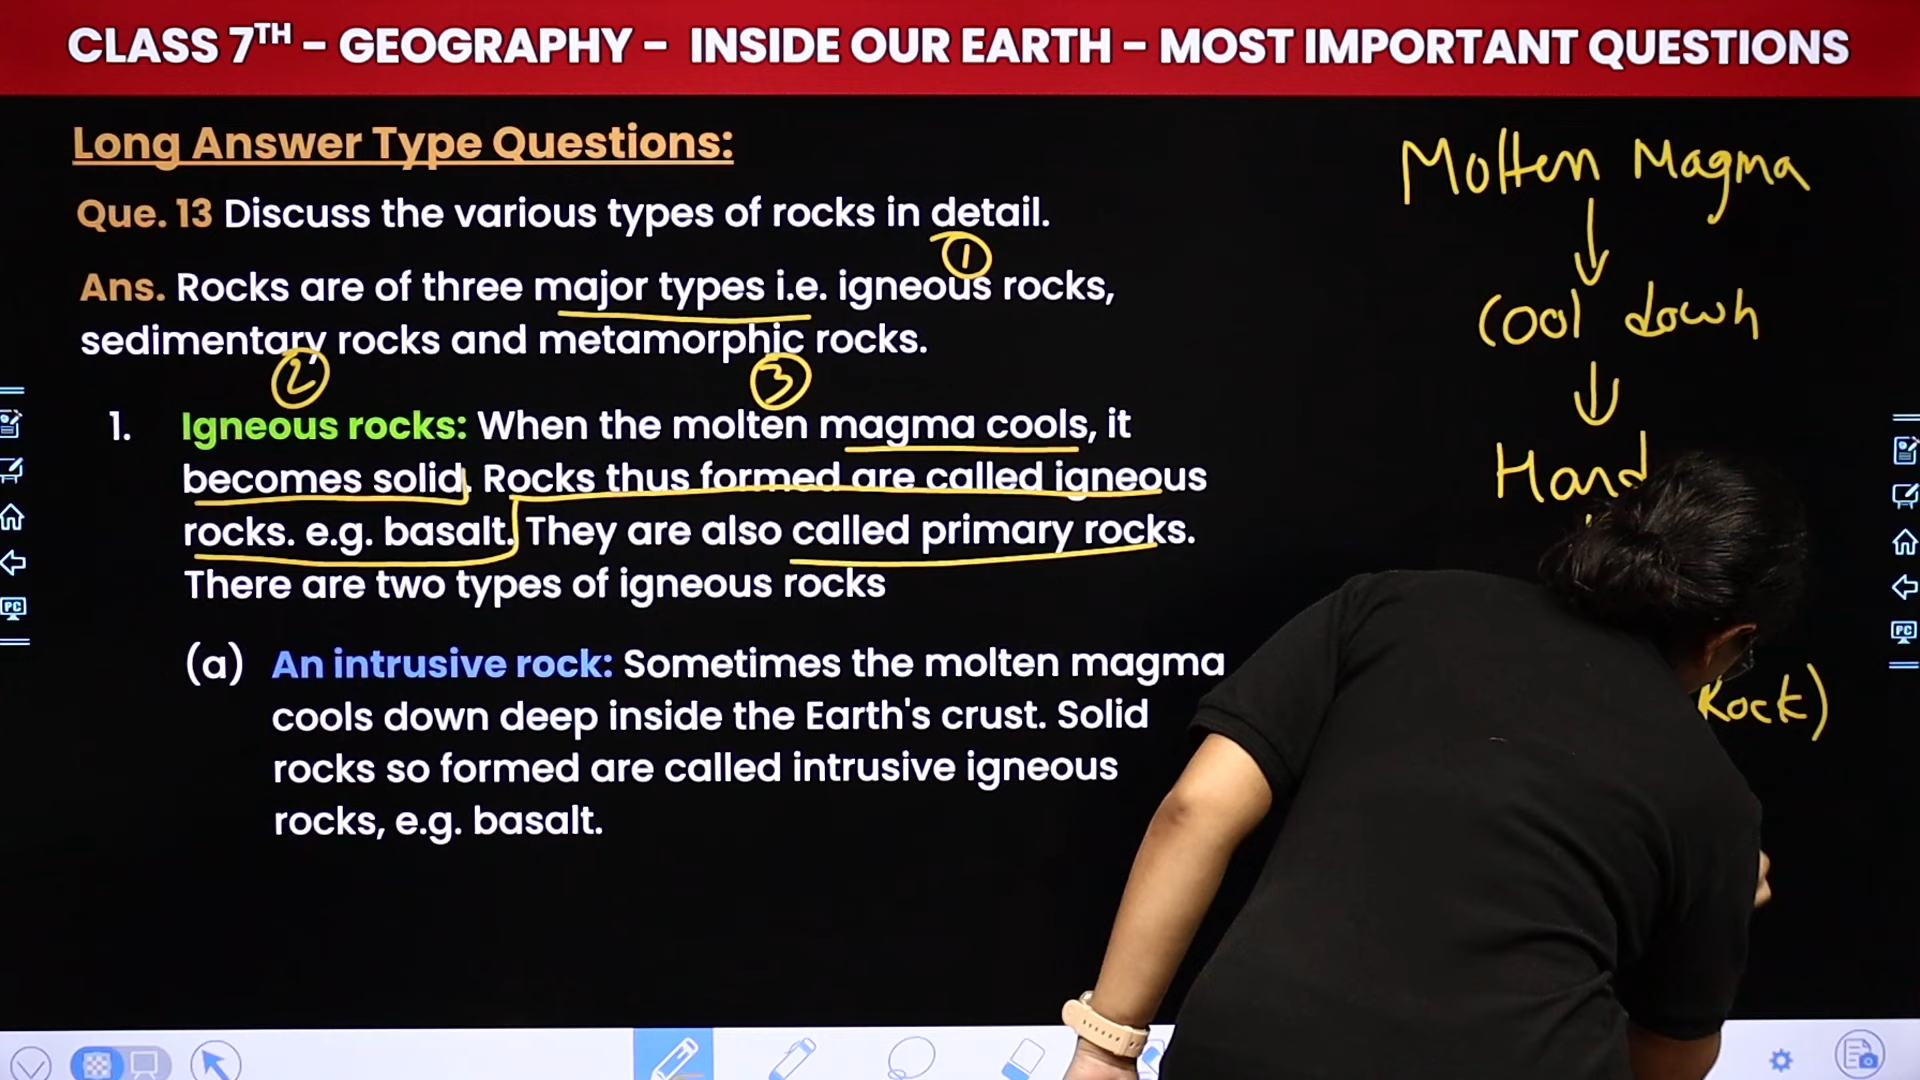 CLASS 7TH - GEOGRAPHY - INSIDE OUR EARTH - MOST IMPORTANT QUESTIONS
Long Answer Type Questions:
Que. 13 Discuss the various types of rocks in detail.
Ans. Rocks are of three major types i.e. igneous rocks,
sedimentary rocks and metamorphic rocks.
1
2
3
1. Igneous rocks: When the molten magma cools, it
becomes solid. Rocks thus formed are called igneous
rocks. e.g. basalt. They are also called primary rocks.
There are two types of igneous rocks
(a) An intrusive rock: Sometimes the molten magma
cools down deep inside the Earth's crust. Solid
rocks so formed are called intrusive igneous
rocks, e.g. basalt.
Molten Magma
Cool down
Hard
Rock)
PC
PC